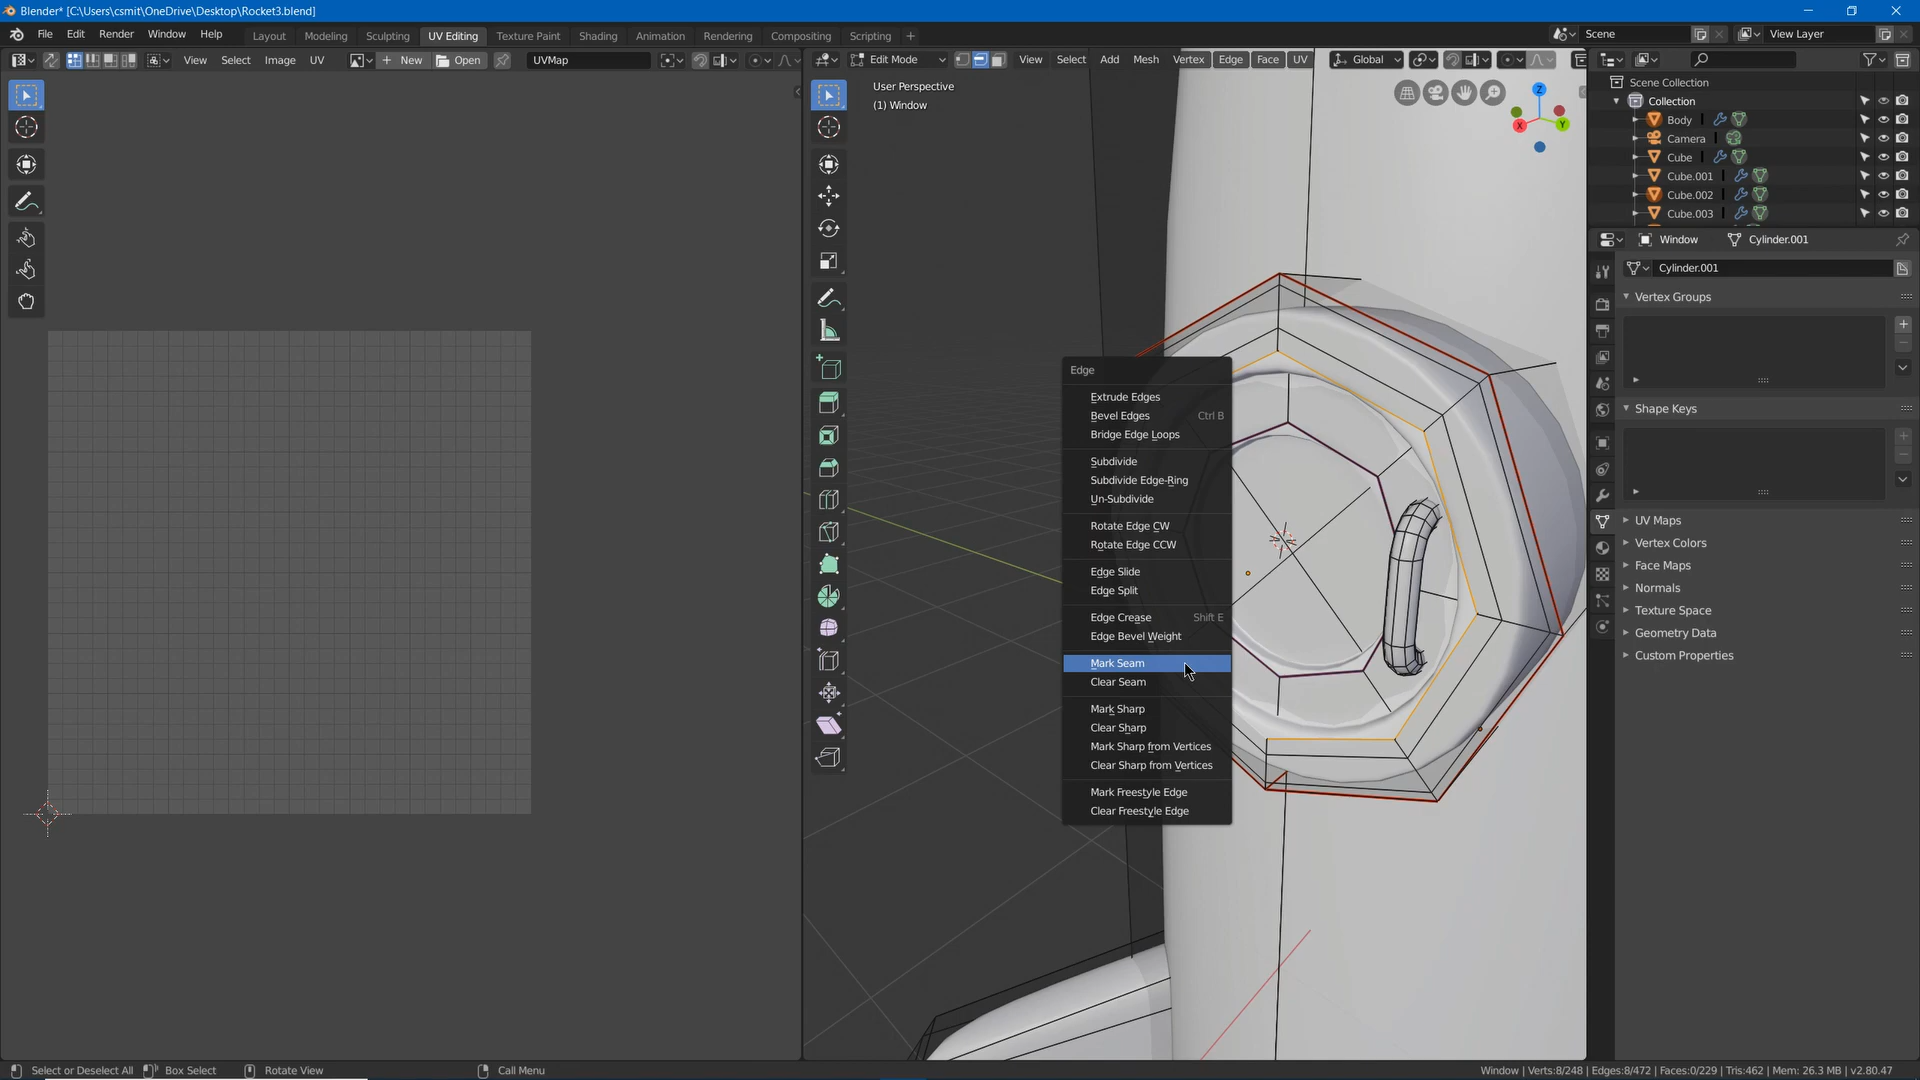 Blender* [C:\Users\csmit\OneDrive\Desktop\Rocket3.blend]
File Edit Render Window Help
Layout Modeling Sculpting UV Editing Texture Paint Shading Animation Rendering Compositing Scripting
Scene
View Layer
View Select Image UV
New
Open
UVMap
Edit Mode
View Select Add Mesh Vertex Edge Face UV
Global
User Perspective
(1) Window
Z
X
Y
Scene Collection
Collection
Body
Camera
Cube
Cube.001
Cube.002
Cube.003
Window
Cylinder.001
Cylinder.001
Vertex Groups
Shape Keys
UV Maps
Vertex Colors
Face Maps
Normals
Texture Space
Geometry Data
Custom Properties
Edge
Extrude Edges
Bevel Edges Ctrl B
Bridge Edge Loops
Subdivide
Subdivide Edge-Ring
Un-Subdivide
Rotate Edge CW
Rotate Edge CCW
Edge Slide
Edge Split
Edge Crease Shift E
Edge Bevel Weight
Mark Seam
Clear Seam
Mark Sharp
Clear Sharp
Mark Sharp from Vertices
Clear Sharp from Vertices
Mark Freestyle Edge
Clear Freestyle Edge
Select or Deselect All
Box Select
Rotate View
Call Menu
Window | Verts:8/248 | Edges:8/472 | Faces:0/229 | Tris:462 | Mem: 26.3 MB | v2.80.47